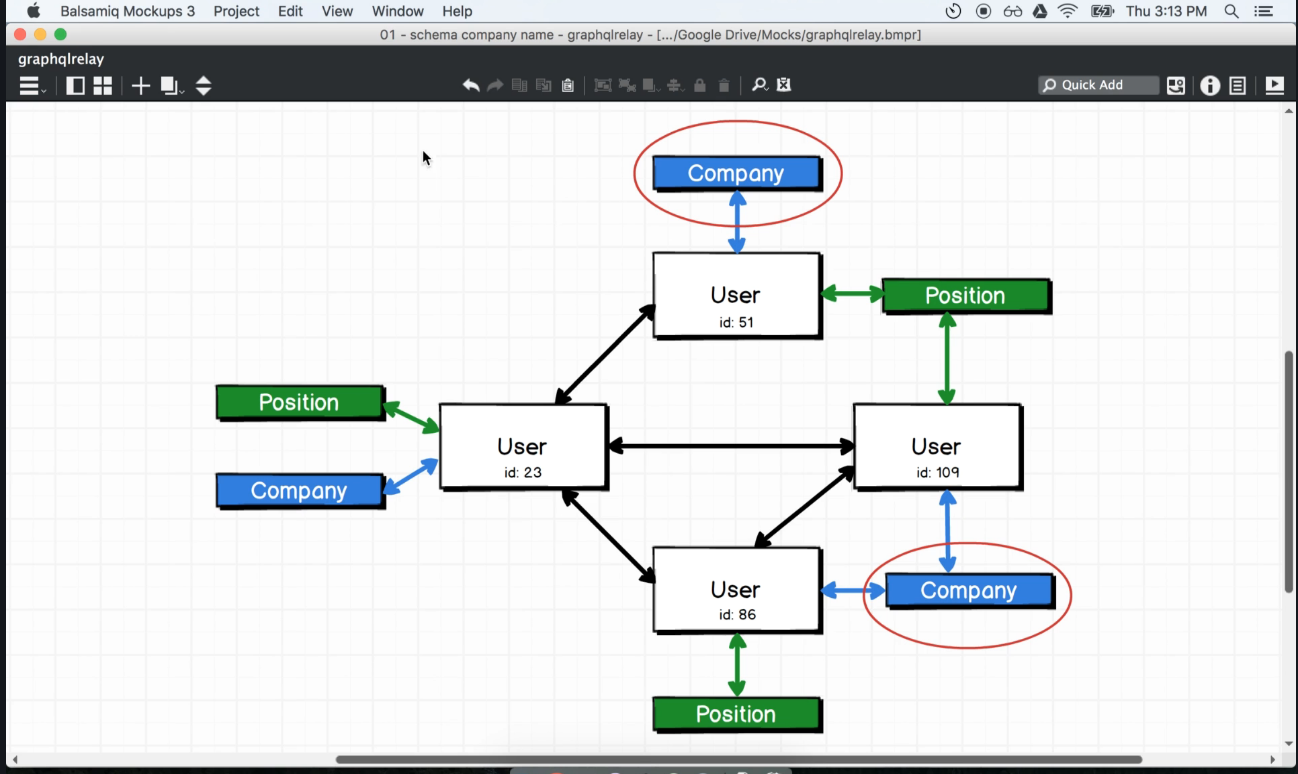 Balsamiq Mockups 3 Project Edit View Window Help Thu 3:13 PM
01 - schema company name - graphqlrelay - [.../Google Drive/Mocks/graphqlrelay.bmpr]
graphqlrelay
Quick Add
Company
User
id: 51
Position
Position
User
id: 23
User
id: 109
Company
User
id: 86
Company
Position